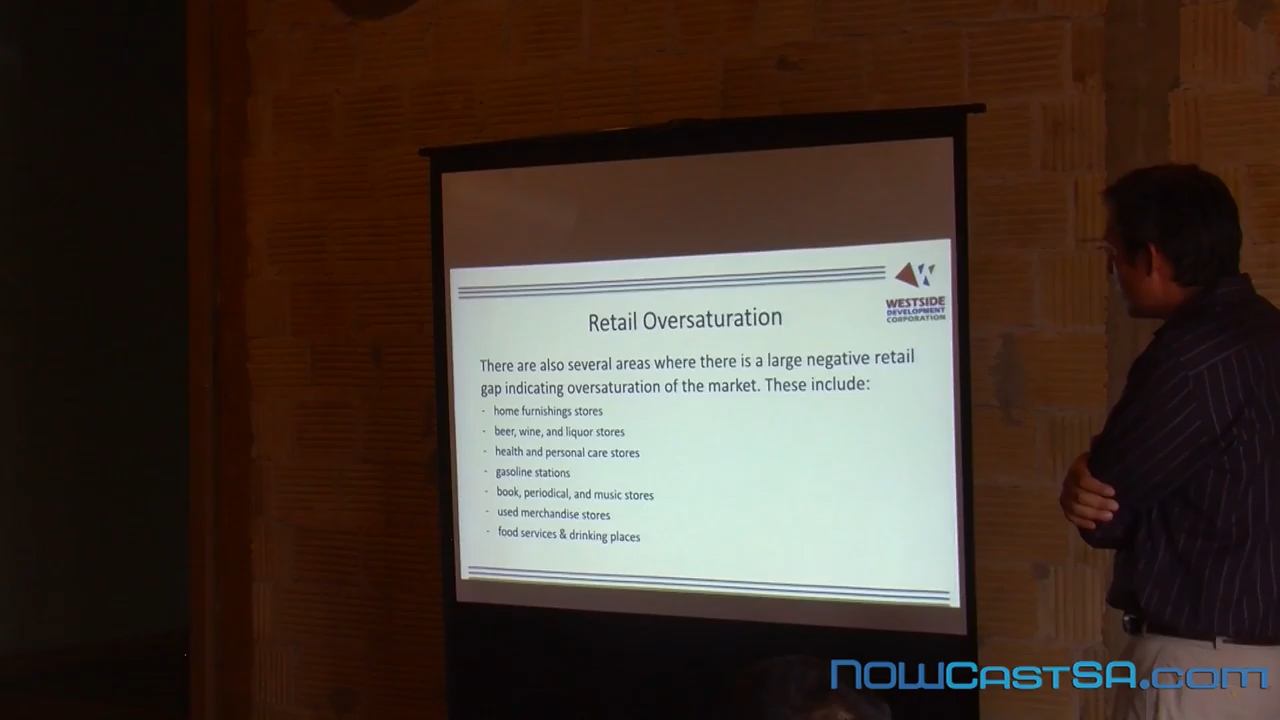 WESTSIDE
DEVELOPMENT
CORPORATION
Retail Oversaturation
There are also several areas where there is a large negative retail
gap indicating oversaturation of the market. These include:
- home furnishings stores
- beer, wine, and liquor stores
- health and personal care stores
- gasoline stations
- book, periodical, and music stores
- used merchandise stores
- food services & drinking places
NOWCASTSA.com